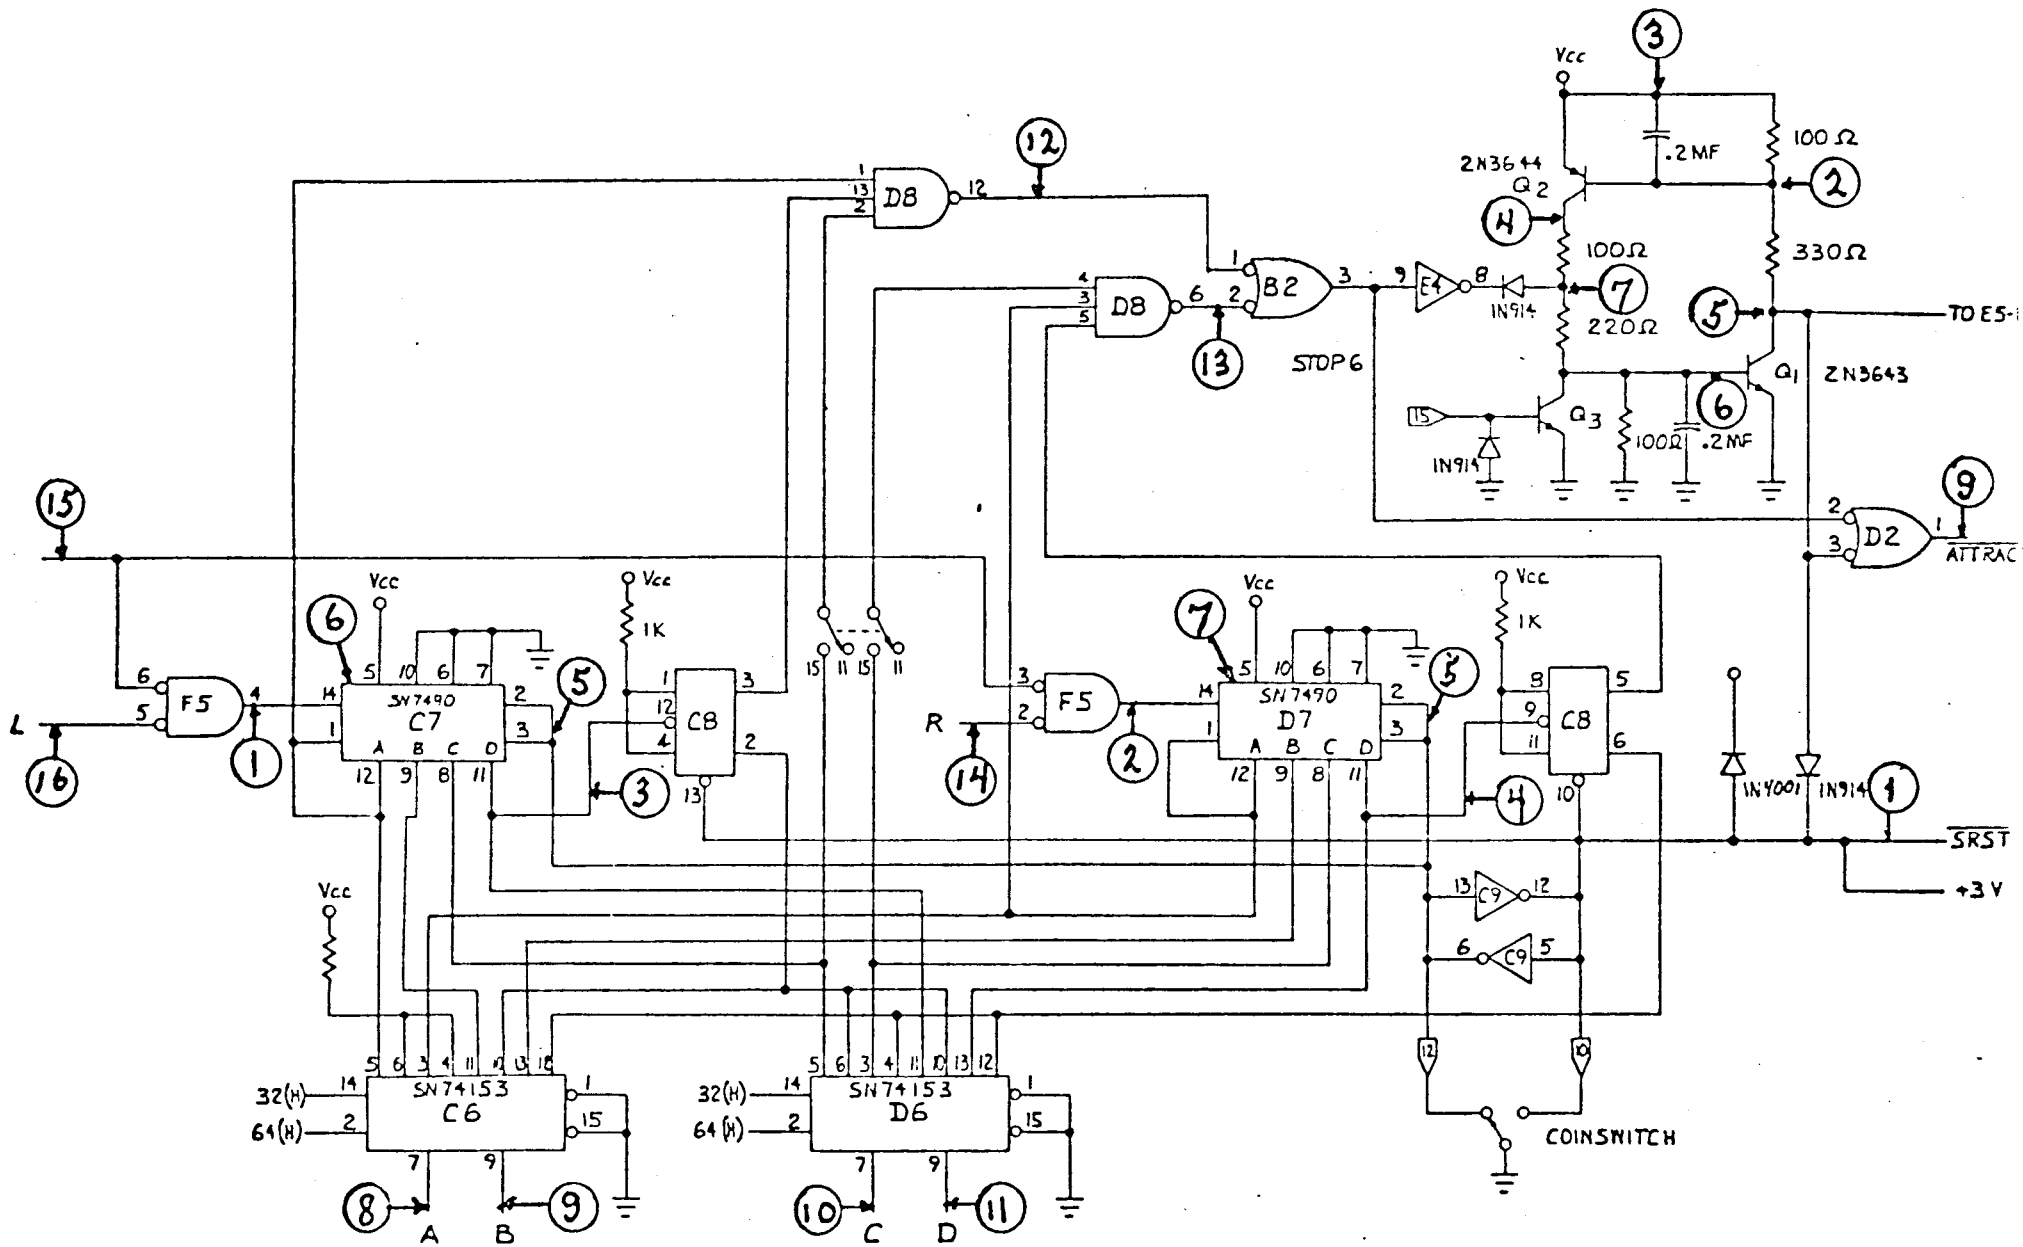 3
Vcc
12
100Ω
.2MF
2N3644
Q2
2
4
1
13
2
D8
12
330Ω
100Ω
1
B2
3
9
E4
8
1N914
7
2
4
3
5
D8
6
5
TO E5-1
220Ω
13
STOP 6
Q1
2N3643
6
15
Q3
1N914
100Ω
.2MF
15
9
2
3
D2
1
ATTRAC
Vcc
Vcc
Vcc
Vcc
6
1K
7
1K
15
11
15
11
5
10
6
7
5
5
10
6
7
5
6
5
F5
4
14
SN7490
C7
2
3
1
A
B
C
D
12
9
8
11
1
12
4
C8
3
2
13
3
L
16
1
R
14
3
2
F5
2
14
SN7490
D7
2
3
1
A
B
C
D
12
9
8
11
8
9
11
C8
5
6
10
4
1N4001
1N914
1
SRST
+3V
Vcc
13
C9
12
6
C9
5
5
6
3
4
11
10
13
12
SN74153
C6
32(H)
14
64(H)
2
1
15
7
9
8
A
9
B
5
6
3
4
11
10
13
12
SN74153
D6
32(H)
14
64(H)
2
1
15
7
9
10
C
11
D
12
10
COINSWITCH